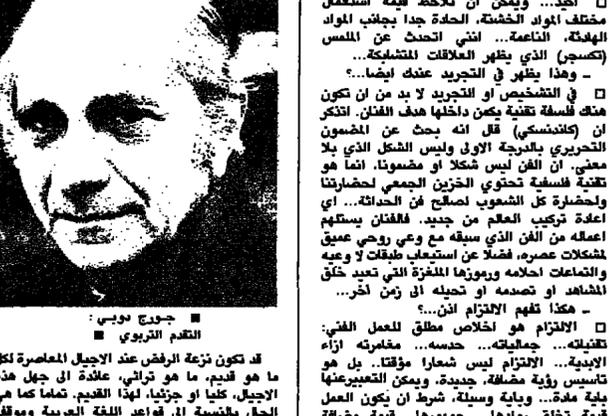 □ اكيد... ويمكن ان نلاحظ قيمة استعمال
مختلف المواد الخشنة، الحادة جدا بجانب المواد
الهادئة، الناعمة... انني اتحدث عن الملمس
(تكسجر) الذي يظهر العلاقات المتشابكة...
ـ وهذا يظهر في التجريد عندك ايضا...؟
□ في التشخيص او التجريد لا بد من ان تكون
هناك فلسفة تقنية يكمن داخلها هدف الفنان. اتذكر
ان (كاندنسكي) قال انه بحث عن المضمون
التحريري بالدرجة الاولى وليس الشكل الذي بلا
معنى. ان الفن ليس شكلا او مضمونا، انما هو
تقنية فلسفية تحتوي الخزين الجمعي لحضارتنا
ولحضارة كل الشعوب لصالح فن الحداثة... اي
اعادة تركيب العالم من جديد. فالفنان يستلهم
اعماله من الفن الذي سبقه مع وعي روحي عميق
لمشكلات عصره، فضلا عن استيعاب طبقات لا وعيه
والتماعات احلامه ورموزها الملغزة التي تعيد خلق
المشاهد او تصدمه او تحيله الى زمن آخر...
ـ هكذا تفهم الالتزام اذن...؟
□ الالتزام هو اخلاص مطلق للعمل الفني:
تقنياته... جمالياته... حدسه... مغامرته ازاء
الابدية... الالتزام ليس شعارا مؤقتا.. بل هو
تاسيس رؤية مضافة، جديدة، ويمكن التعبير عنها
باية مادة... وباية وسيلة، شرط ان يكون العمل
■ جورج دوبي :
التقدم التربوي ■
قد تكون نزعة الرفض عند الاجيال المعاصرة لكل
ما هو قديم، ما هو تراثي، عائدة الى جهل هذه
الاجيال، كليا او جزئيا، لهذا القديم. تماما كما هي
الحال بالنسبة الى قواعد اللغة العربية وموقف